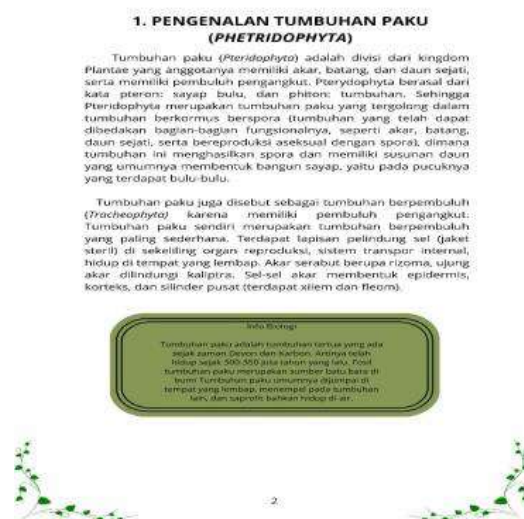 1. PENGENALAN TUMBUHAN PAKU
(PHETRIDOPHYTA)
Tumbuhan paku (Pteridophyta) adalah divisi dari kingdom
Plantae yang anggotanya memiliki akar, batang, dan daun sejati,
serta memiliki pembuluh pengangkut. Pterydophyta berasal dari
kata pteron: sayap bulu, dan phiton: tumbuhan. Sehingga
Pteridophyta merupakan tumbuhan paku yang tergolong dalam
tumbuhan berkormus berspora (tumbuhan yang telah dapat
dibedakan bagian-bagian fungsionalnya, seperti akar, batang,
daun sejati, serta bereproduksi aseksual dengan spora), dimana
tumbuhan ini menghasilkan spora dan memiliki susunan daun
yang umumnya membentuk bangun sayap, yaitu pada pucuknya
yang terdapat bulu-bulu.
Tumbuhan paku juga disebut sebagai tumbuhan berpembuluh
(Tracheophyta) karena memiliki pembuluh pengangkut.
Tumbuhan paku sendiri merupakan tumbuhan berpembuluh
yang paling sederhana. Terdapat lapisan pelindung sel (jaket
steril) di sekeliling organ reproduksi, sistem transpor internal,
hidup di tempat yang lembap. Akar serabut berupa rizoma, ujung
akar dilindungi kaliptra. Sel-sel akar membentuk epidermis,
korteks, dan silinder pusat (terdapat xilem dan fleom).
Info Biologi
Tumbuhan paku adalah tumbuhan tertua yang ada
sejak zaman Devon dan Karbon. Artinya telah
hidup sejak 300-350 juta tahun yang lalu. Fosil
tumbuhan paku merupakan sumber batu bara di
bumi Tumbuhan paku umumnya dijumpai di
tempat yang lembap, menempel pada tumbuhan
lain, dan saprofit bahkan hidup di air.
2